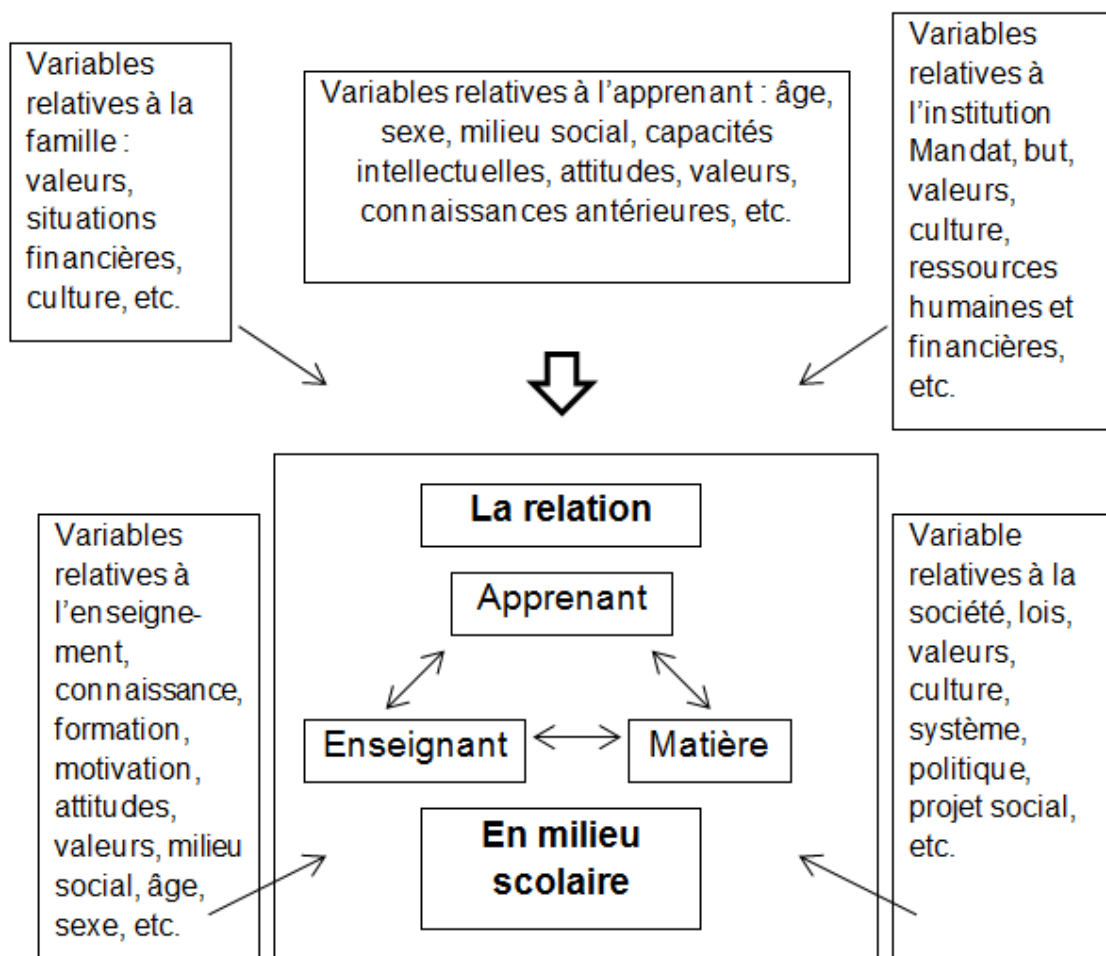 Variables
relatives à la
famille :
valeurs,
situations
financières,
culture, etc.
Variables relatives à l'apprenant : âge,
sexe, milieu social, capacités
intellectuelles, attitudes, valeurs,
connaissances antérieures, etc.
Variables
relatives à
l'institution
Mandat, but,
valeurs,
culture,
ressources
humaines et
financières,
etc.
Variables
relatives à
l'enseigne-
ment,
connaissance,
formation,
motivation,
attitudes,
valeurs, milieu
social, âge,
sexe, etc.
La relation
Apprenant
Enseignant
Matière
En milieu
scolaire
Variable
relatives à la
société, lois,
valeurs,
culture,
système,
politique,
projet social,
etc.